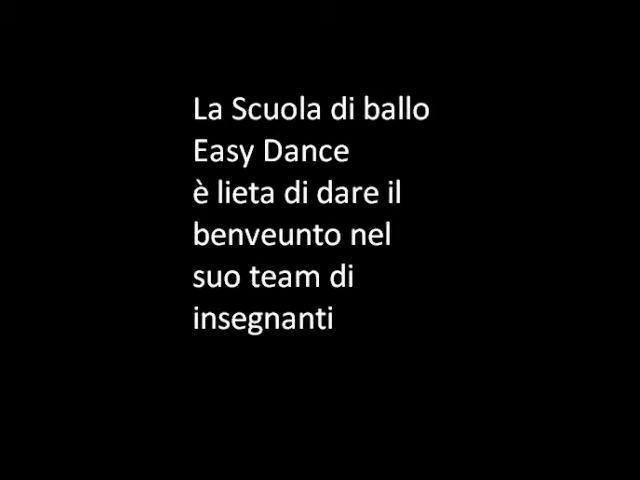 La Scuola di ballo
Easy Dance
è lieta di dare il
benveunto nel
suo team di
insegnanti